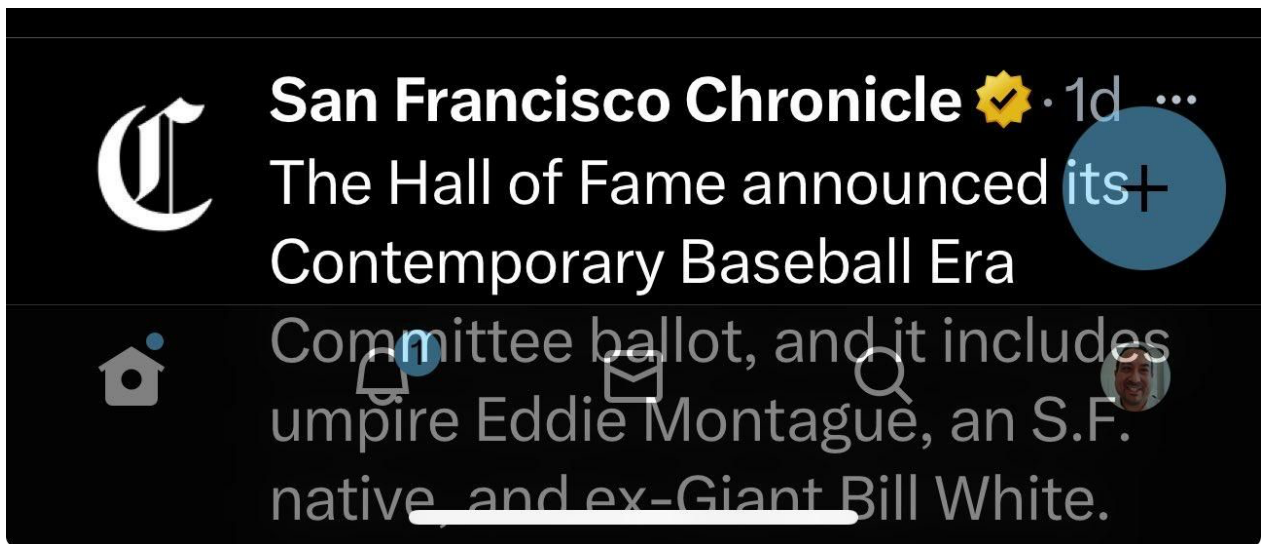 San Francisco Chronicle · 1d ...
The Hall of Fame announced its
Contemporary Baseball Era
Committee ballot, and it includes
umpire Eddie Montague, an S.F.
native, and ex-Giant Bill White.
1